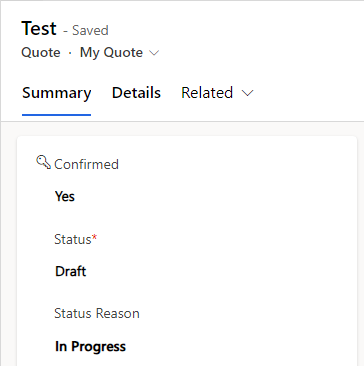 Test - Saved
Quote · My Quote
Summary Details Related
Confirmed
Yes
Status*
Draft
Status Reason
In Progress